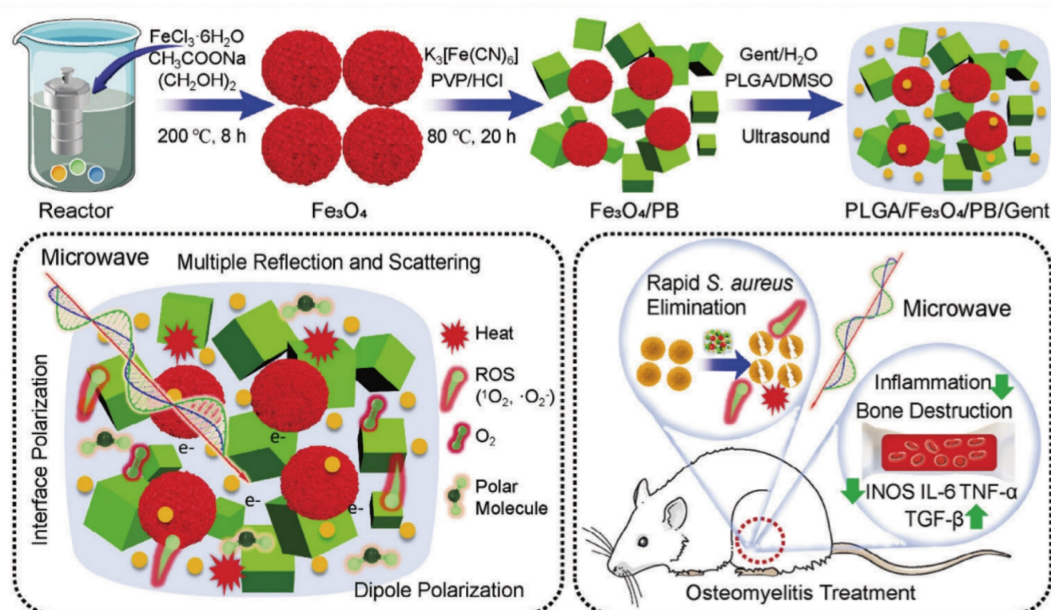 FeCl₃·6H₂O
CH₃COONa
(CH₂OH)₂
200 ℃, 8 h
Reactor
Fe₃O₄
K₃[Fe(CN)₆]
PVP/HCl
80 ℃, 20 h
Fe₃O₄/PB
Gent/H₂O
PLGA/DMSO
Ultrasound
PLGA/Fe₃O₄/PB/Gent
Microwave
Multiple Reflection and Scattering
Interface Polarization
e-
e-
e-
e-
Dipole Polarization
Heat
ROS
(¹O₂, ·O₂⁻)
O₂
Polar
Molecule
Rapid S. aureus
Elimination
Microwave
Inflammation
Bone Destruction
INOS IL-6 TNF-α
TGF-β
Osteomyelitis Treatment